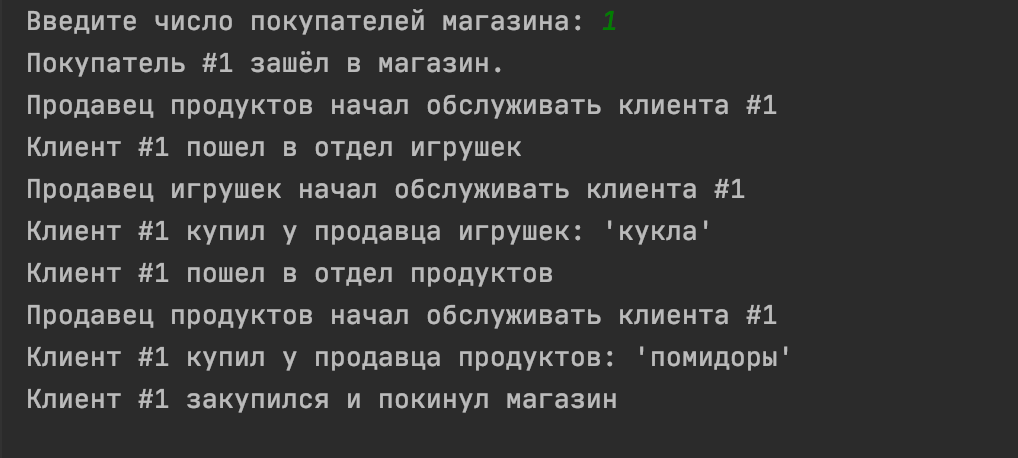 Введите число покупателей магазина: 1
Покупатель #1 зашёл в магазин.
Продавец продуктов начал обслуживать клиента #1
Клиент #1 пошел в отдел игрушек
Продавец игрушек начал обслуживать клиента #1
Клиент #1 купил у продавца игрушек: 'кукла'
Клиент #1 пошел в отдел продуктов
Продавец продуктов начал обслуживать клиента #1
Клиент #1 купил у продавца продуктов: 'помидоры'
Клиент #1 закупился и покинул магазин